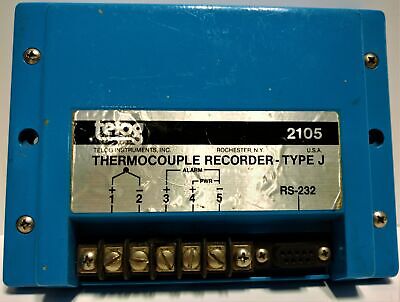 telog
2105
TELOG INSTRUMENTS, INC. ROCHESTER, N.Y. U.S.A.
THERMOCOUPLE RECORDER - TYPE J
ALARM
PWR
+ - + + -
1 2 3 4 5 RS-232